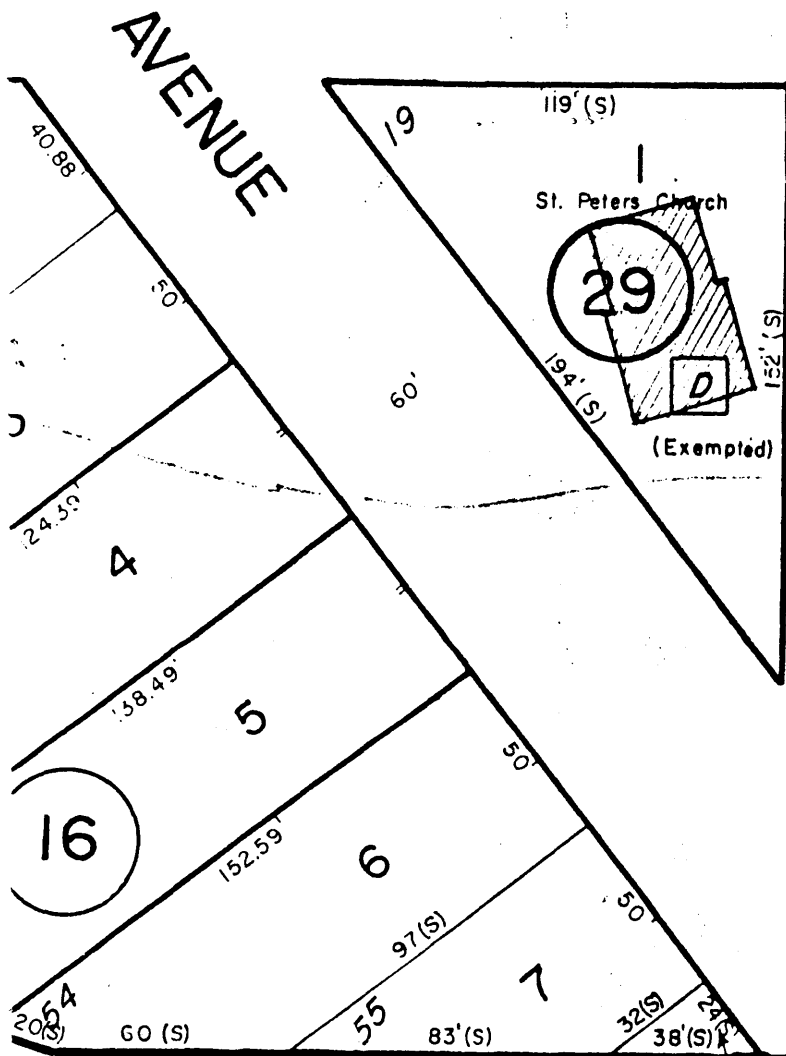 AVENUE
119'(S)
19
1
40.88'
St. Peters Church
29
50'
152'(S)
194'(S)
60'
D
(Exempted)
124.39'
4
138.49'
5
50'
16
152.59'
6
50'
97(S)
7
54
55
32(S)
20(S)
60 (S)
83'(S)
38'(S)